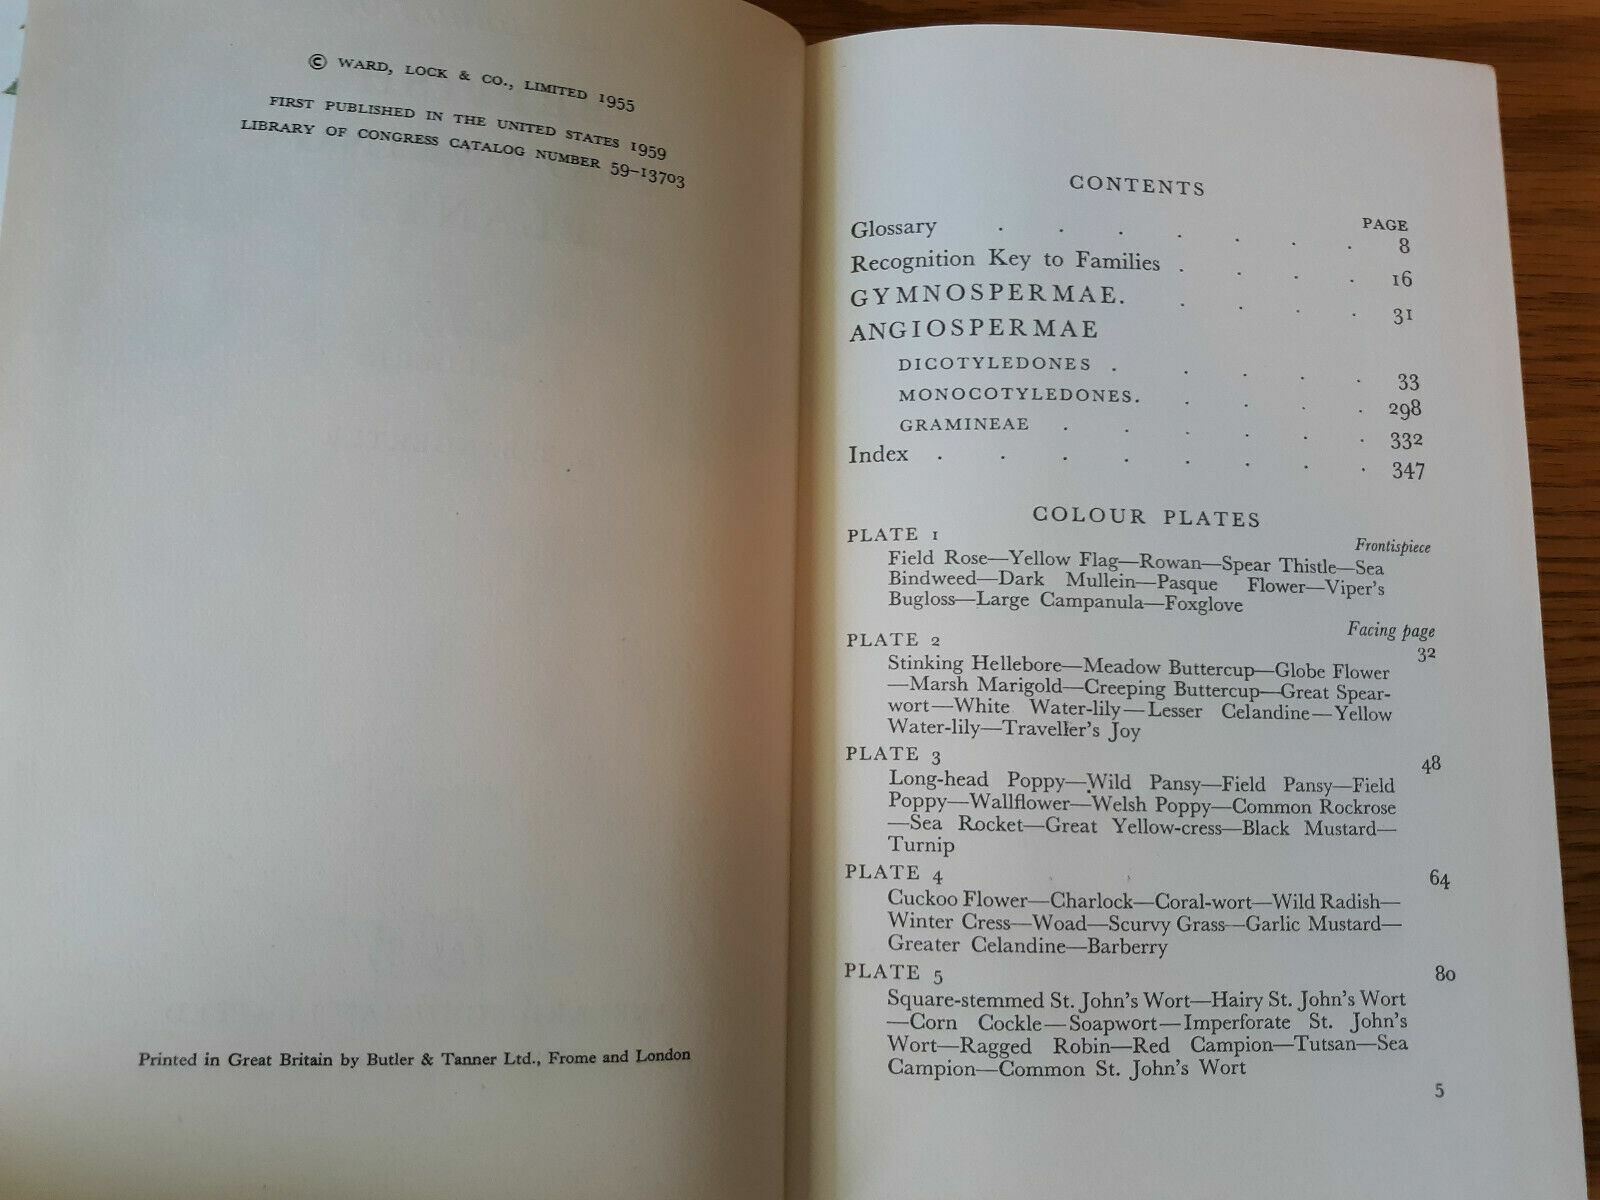 © WARD, LOCK & CO., LIMITED 1955
FIRST PUBLISHED IN THE UNITED STATES 1959
LIBRARY OF CONGRESS CATALOG NUMBER 59-13703
Printed in Great Britain by Butler & Tanner Ltd., Frome and London
CONTENTS
PAGE
Glossary . . . . . . . 8
Recognition Key to Families . . . . 16
GYMNOSPERMAE. . . . . 31
ANGIOSPERMAE
DICOTYLEDONES . . . . . 33
MONOCOTYLEDONES. . . . . 298
GRAMINEAE . . . . . . 332
Index . . . . . . . . 347
COLOUR PLATES
PLATE 1 Frontispiece
Field Rose—Yellow Flag—Rowan—Spear Thistle—Sea
Bindweed—Dark Mullein—Pasque Flower—Viper's
Bugloss—Large Campanula—Foxglove
Facing page
PLATE 2 32
Stinking Hellebore—Meadow Buttercup—Globe Flower
—Marsh Marigold—Creeping Buttercup—Great Spear-
wort—White Water-lily—Lesser Celandine—Yellow
Water-lily—Traveller's Joy
PLATE 3 48
Long-head Poppy—Wild Pansy—Field Pansy—Field
Poppy—Wallflower—Welsh Poppy—Common Rockrose
—Sea Rocket—Great Yellow-cress—Black Mustard—
Turnip
PLATE 4 64
Cuckoo Flower—Charlock—Coral-wort—Wild Radish—
Winter Cress—Woad—Scurvy Grass—Garlic Mustard—
Greater Celandine—Barberry
PLATE 5 80
Square-stemmed St. John's Wort—Hairy St. John's Wort
—Corn Cockle—Soapwort—Imperforate St. John's
Wort—Ragged Robin—Red Campion—Tutsan—Sea
Campion—Common St. John's Wort
5